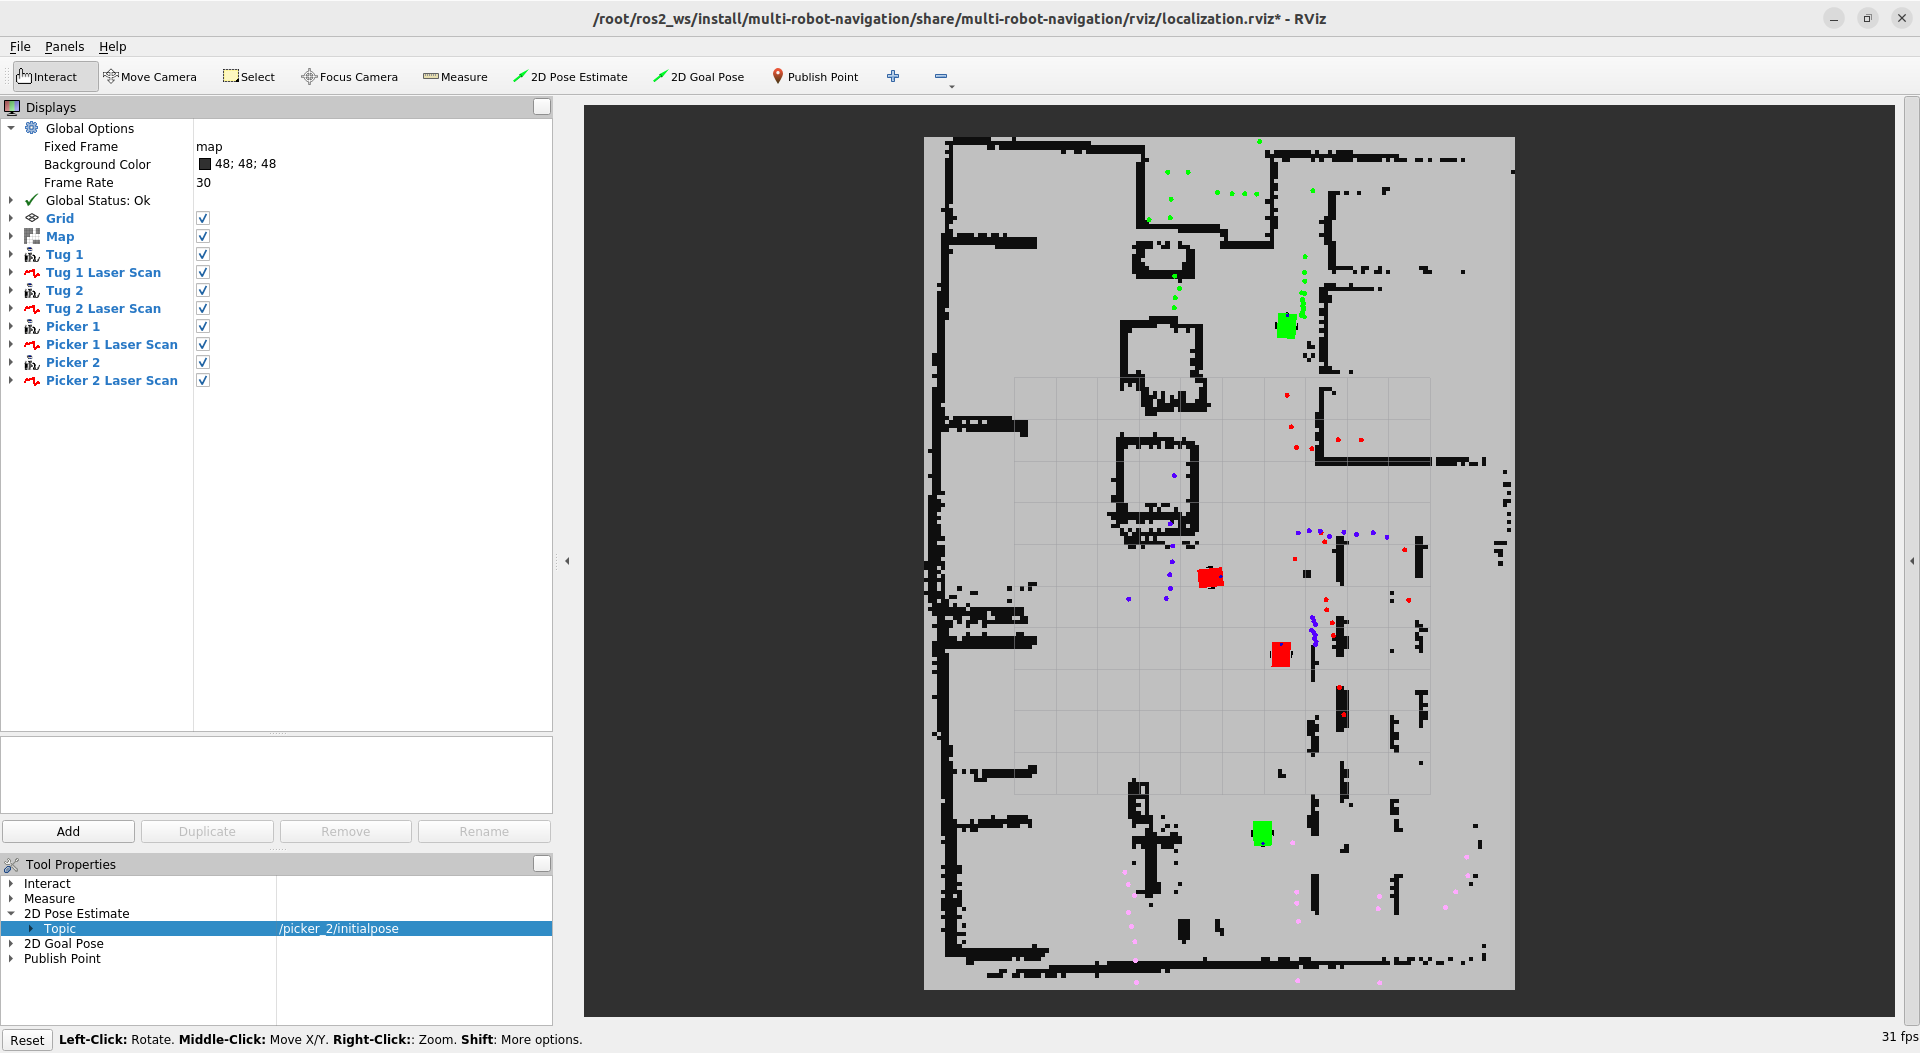 /root/ros2_ws/install/multi-robot-navigation/share/multi-robot-navigation/rviz/localization.rviz* - RViz
File Panels Help
Interact Move Camera Select Focus Camera Measure 2D Pose Estimate 2D Goal Pose Publish Point
Displays
Global Options
Fixed Frame map
Background Color 48; 48; 48
Frame Rate 30
Global Status: Ok
Grid
Map
Tug 1
Tug 1 Laser Scan
Tug 2
Tug 2 Laser Scan
Picker 1
Picker 1 Laser Scan
Picker 2
Picker 2 Laser Scan
Add Duplicate Remove Rename
Tool Properties
Interact
Measure
2D Pose Estimate
Topic /picker_2/initialpose
2D Goal Pose
Publish Point
Reset Left-Click: Rotate. Middle-Click: Move X/Y. Right-Click:: Zoom. Shift: More options. 31 fps